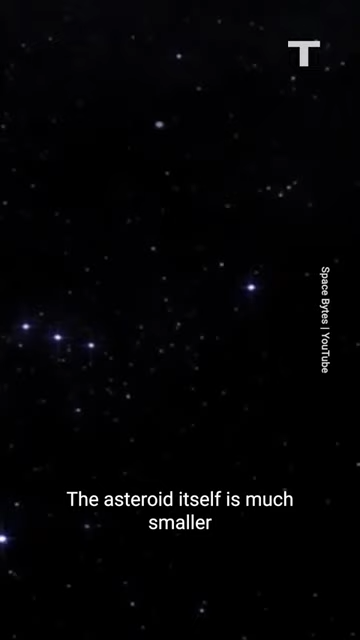 T
Space Bytes | YouTube
The asteroid itself is much
smaller